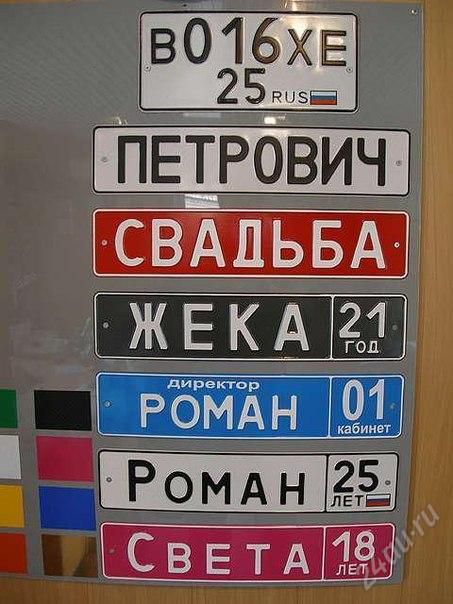 В016ХЕ
25 RUS
ПЕТРОВИЧ
СВАДЬБА
ЖЕКА 21
ГОД
директор
РОМАН 01
кабинет
РОМАН 25
ЛЕТ
СВЕТА 18
ЛЕТ
24au.ru